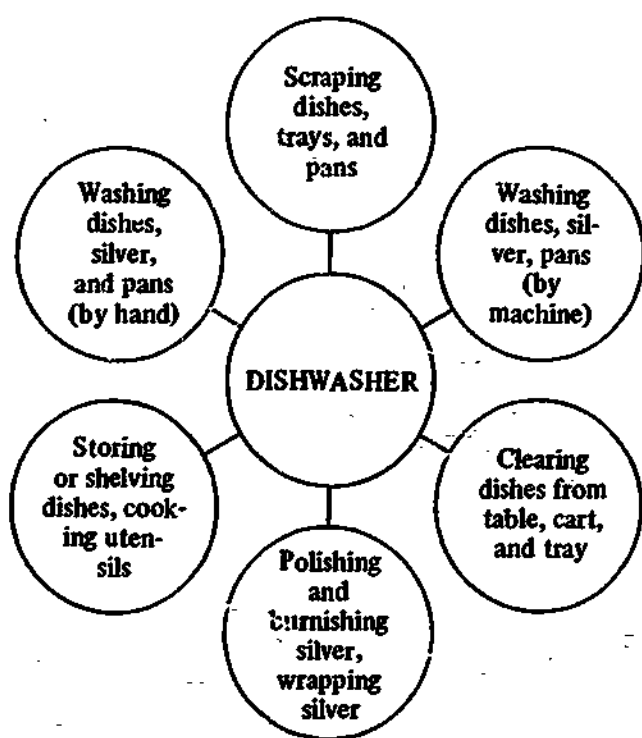 Scraping
dishes,
trays, and
pans
Washing
dishes,
silver,
and pans
(by hand)
Washing
dishes, sil-
ver, pans
(by
machine)
DISHWASHER
Storing
or shelving
dishes, cook-
ing uten-
sils
Clearing
dishes from
table, cart,
and tray
Polishing
and
burnishing
silver,
wrapping
silver